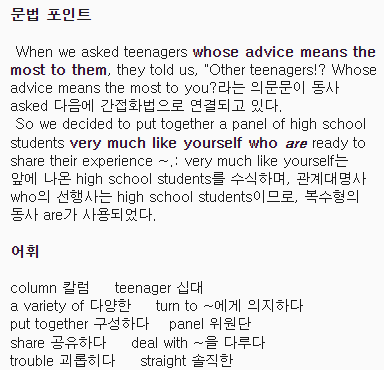 문법 포인트
When we asked teenagers whose advice means the
most to them, they told us, "Other teenagers!? Whose
advice means the most to you?라는 의문문이 동사
asked 다음에 간접화법으로 연결되고 있다.
So we decided to put together a panel of high school
students very much like yourself who are ready to
share their experience ~.: very much like yourself는
앞에 나온 high school students를 수식하며, 관계대명사
who의 선행사는 high school students이므로, 복수형의
동사 are가 사용되었다.
어휘
column 칼럼 teenager 십대
a variety of 다양한 turn to ~에게 의지하다
put together 구성하다 panel 위원단
share 공유하다 deal with ~을 다루다
trouble 괴롭히다 straight 솔직한